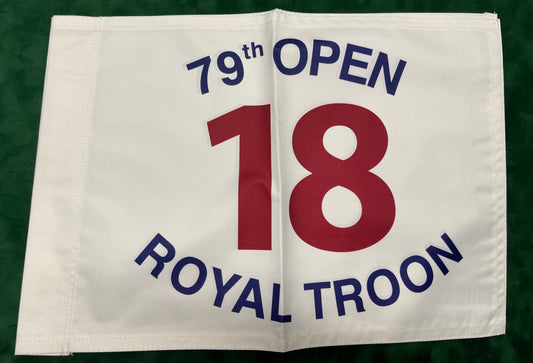 79th OPEN
18
ROYAL TROON